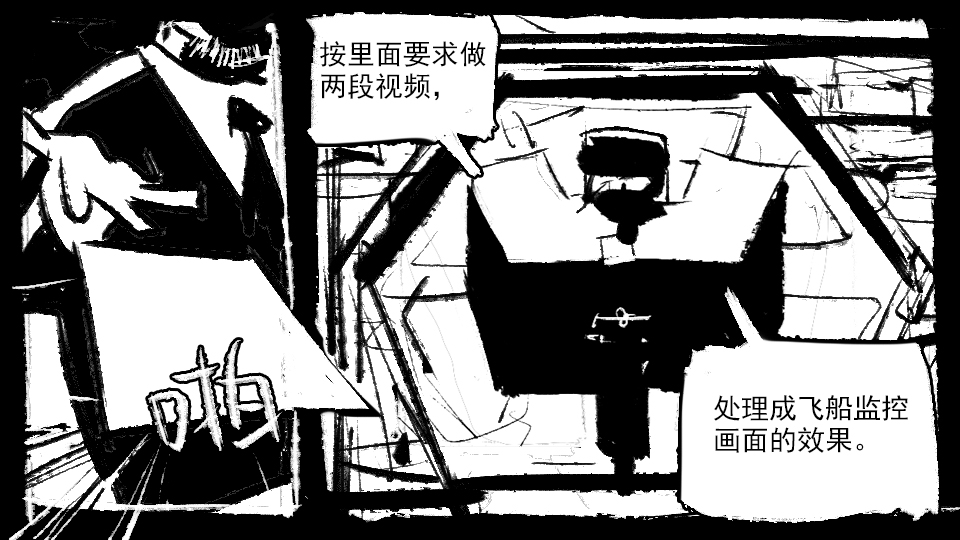 按里面要求做
两段视频，
啪
处理成飞船监控
画面的效果。